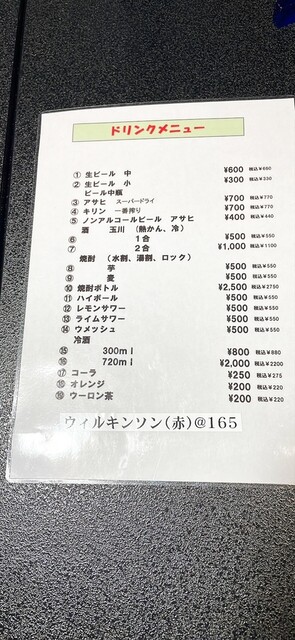 ドリンクメニュー
① 生ビール 中 ¥600 税込¥660
② 生ビール 小 ¥300 税込¥330
ビール中瓶
③ アサヒ スーパードライ ¥700 税込¥770
④ キリン 一番搾り ¥700 税込¥770
⑤ ノンアルコールビール アサヒ ¥400 税込¥440
酒 玉川 (熱かん、冷)
⑥ 1合 ¥500 税込¥550
⑦ 2合 ¥1,000 税込¥1100
焼酎 (水割、湯割、ロック)
⑧ 芋 ¥500 税込¥550
⑨ 麦 ¥500 税込¥550
⑩ 焼酎ボトル ¥2,500 税込¥2750
⑪ ハイボール ¥500 税込¥550
⑫ レモンサワー ¥500 税込¥550
⑬ ライムサワー ¥500 税込¥550
⑭ ウメッシュ ¥500 税込¥550
冷酒
⑮ 300ml ¥800 税込¥880
⑯ 720ml ¥2,000 税込¥2200
⑰ コーラ ¥250 税込¥275
⑱ オレンジ ¥200 税込¥220
⑲ ウーロン茶 ¥200 税込¥220
ウィルキンソン(赤)@165